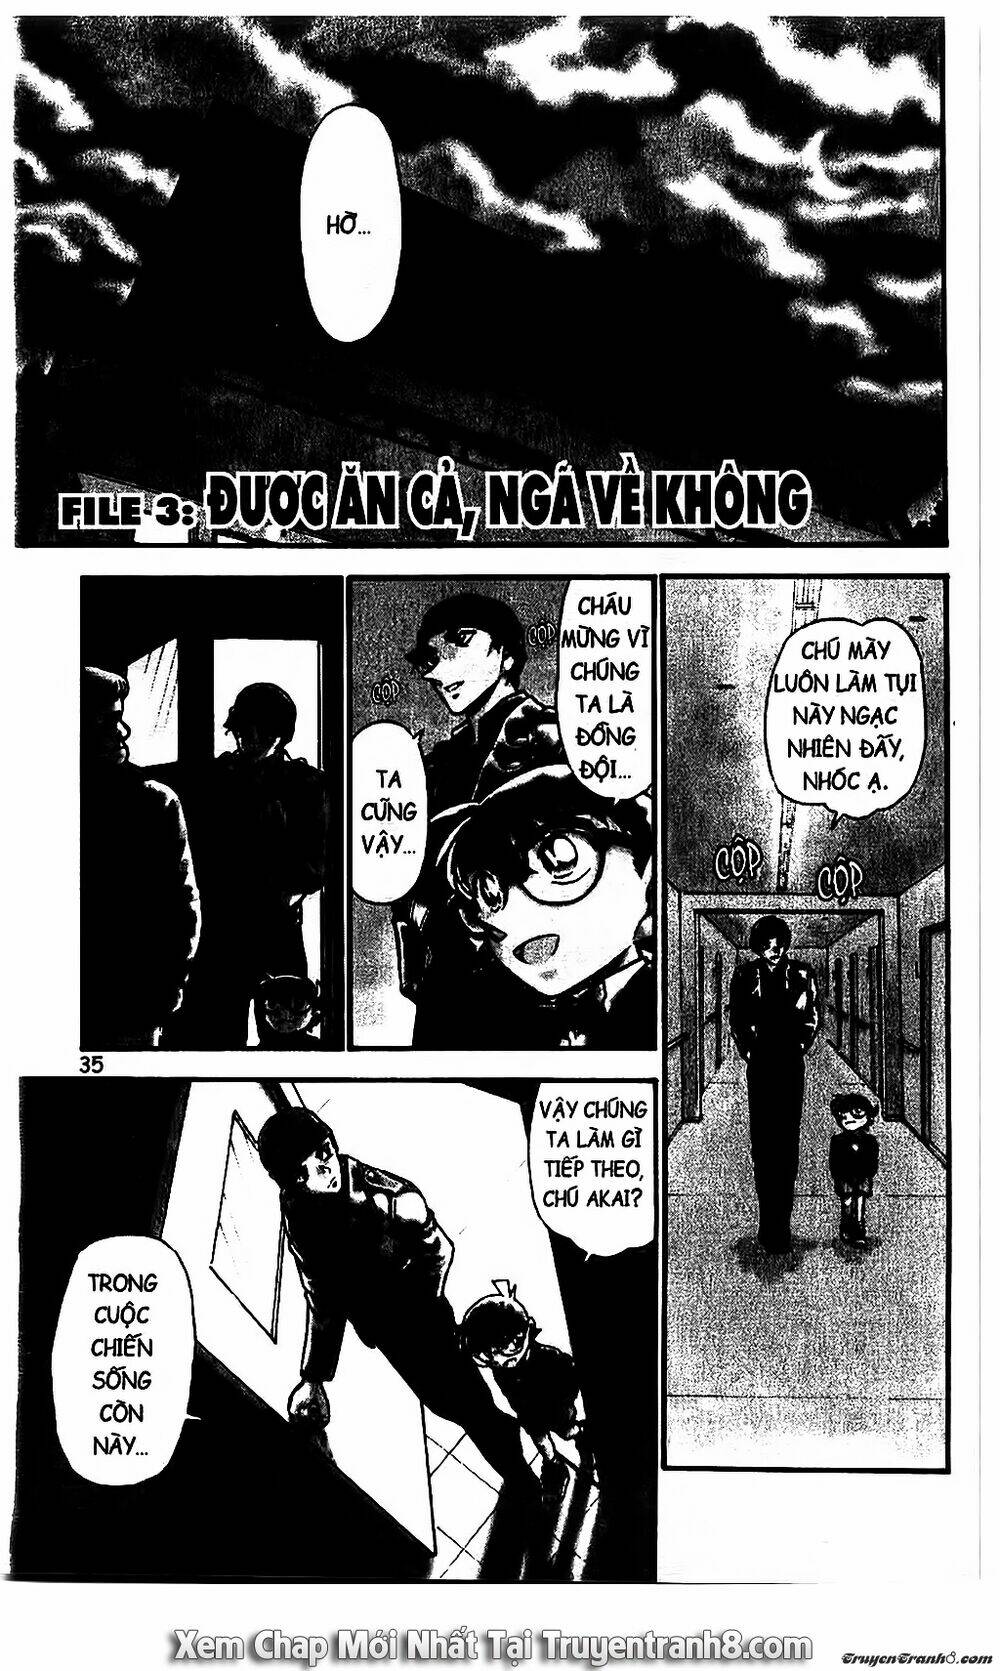 HỜ...
FILE 3: ĐƯỢC ĂN CẢ, NGÃ VỀ KHÔNG
CHÚ MÀY
LUÔN LÀM TỤI
NÀY NGẠC
NHIÊN ĐẤY,
NHÓC Ạ.
CỘP
CỘP
CHÁU
MỪNG VÌ
CHÚNG
TA LÀ
ĐỒNG
ĐỘI...
CỘP
CỘP
TA
CŨNG
VẬY...
35
VẬY CHÚNG
TA LÀM GÌ
TIẾP THEO,
CHÚ AKAI?
TRONG
CUỘC
CHIẾN
SỐNG
CÒN
NÀY...
Xem Chap Mới Nhất Tại Truyentranh8.com
TruyenTranh8.com